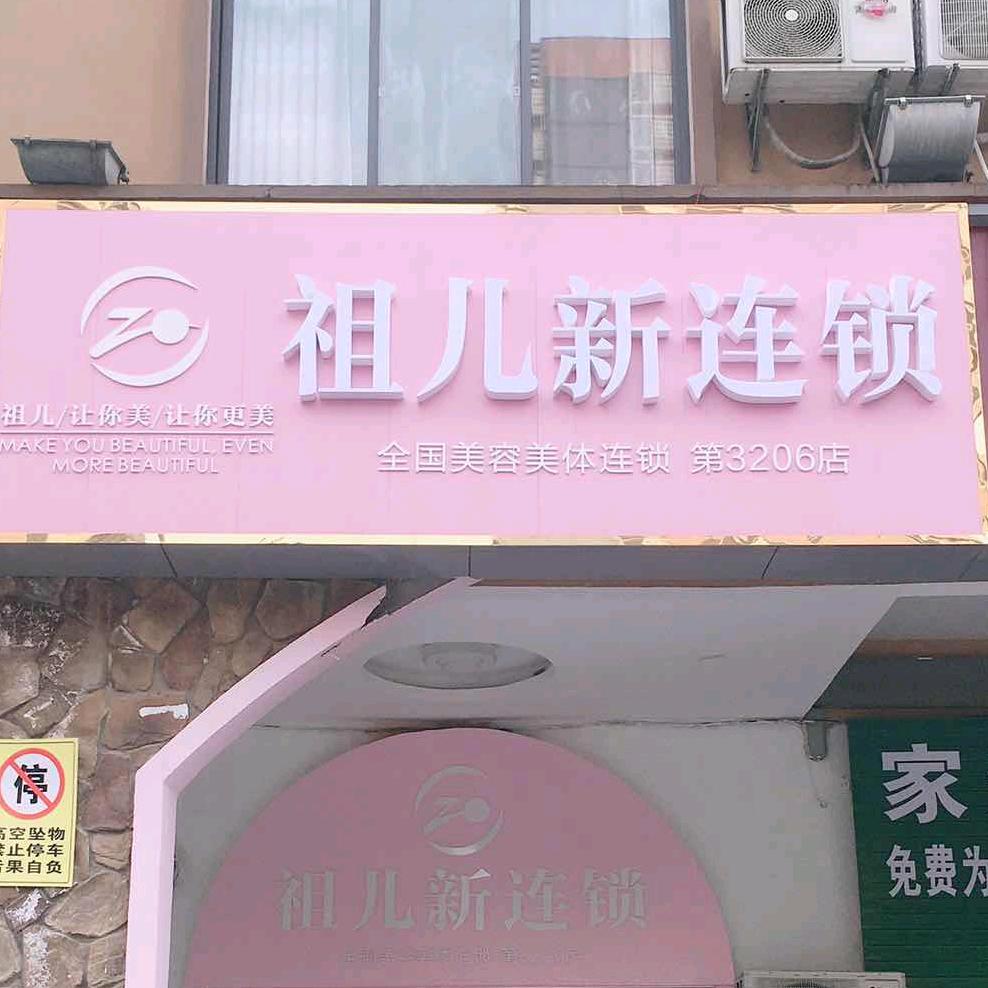 ZO
祖儿新连锁
祖儿/让你美/让你更美
MAKE YOU BEAUTIFUL, EVEN
MORE BEAUTIFUL
全国美容美体连锁 第3206店
停
高空坠物
禁止停车
后果自负
ZO
祖儿新连锁
家
免费为